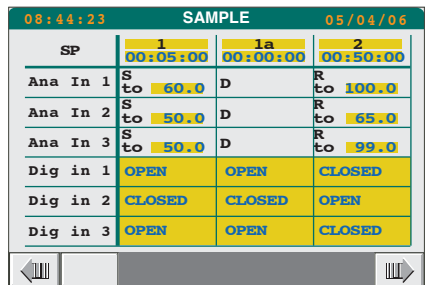 08:44:23 SAMPLE 05/04/06
SP 1 1a 2
00:05:00 00:00:00 00:50:00
Ana In 1 S to 60.0 D R to 100.0
Ana In 2 S to 50.0 D R to 65.0
Ana In 3 S to 50.0 D R to 99.0
Dig in 1 OPEN OPEN CLOSED
Dig in 2 CLOSED CLOSED OPEN
Dig in 3 OPEN OPEN CLOSED